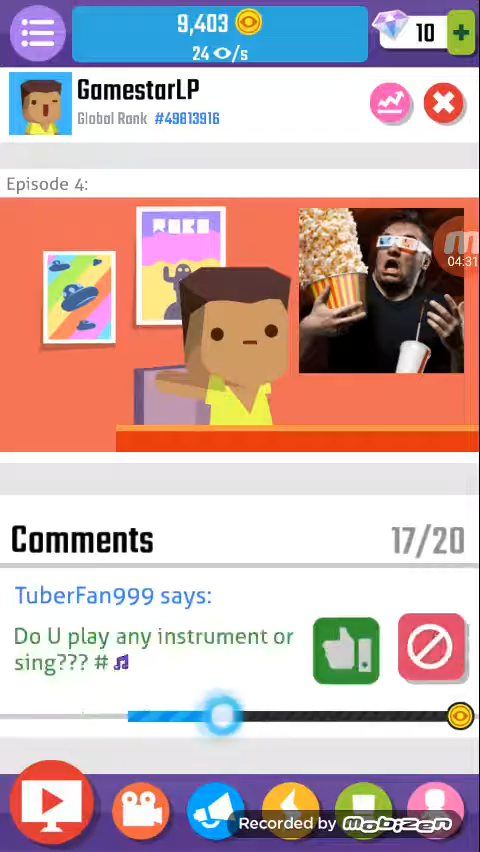 9,403
24 /s
10
+
GamestarLP
Global Rank #49813916
Episode 4:
ROKO
04:31
Comments
17/20
TuberFan999 says:
Do U play any instrument or
sing??? #
Recorded by mobizen